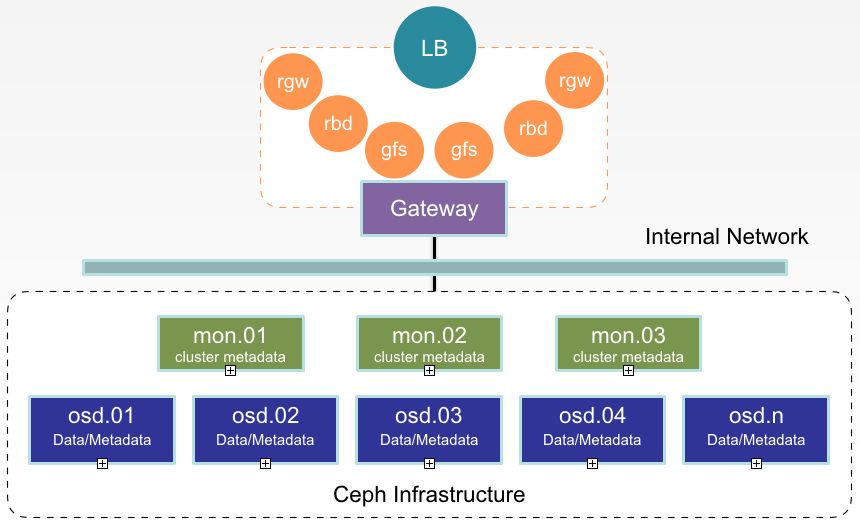 LB
rgw
rgw
rbd
rbd
gfs
gfs
Gateway
Internal Network
mon.01
cluster metadata
mon.02
cluster metadata
mon.03
cluster metadata
osd.01
Data/Metadata
osd.02
Data/Metadata
osd.03
Data/Metadata
osd.04
Data/Metadata
osd.n
Data/Metadata
Ceph Infrastructure